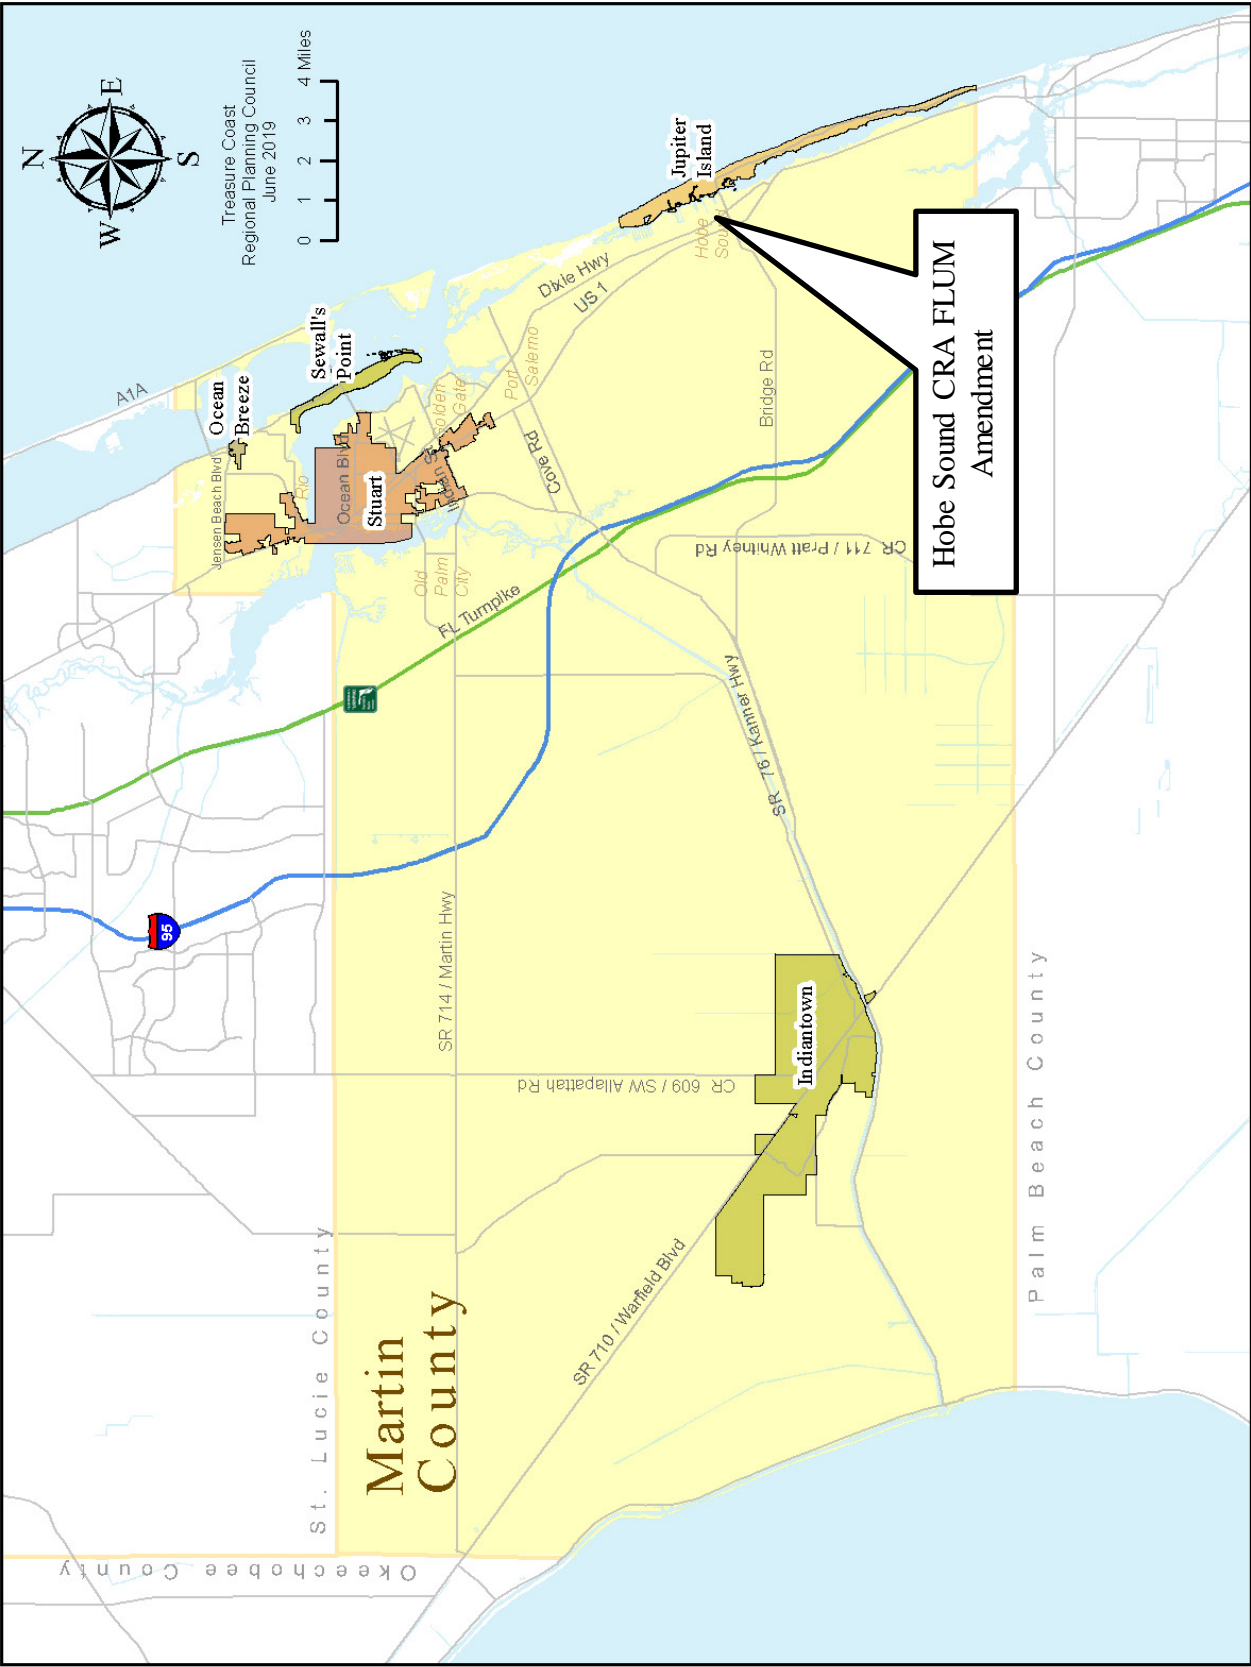 N
W
E
S
Treasure Coast
Regional Planning Council
June 2019
0 1 2 3 4 Miles
A1A
Ocean
Breeze
Jensen Beach Blvd
Sewall's
Point
Rio
Ocean Blvd
Stuart
Indian St
Golden
Gate
Port
Salerno
Old
Palm
City
Cove Rd
Dixie Hwy
US 1
Jupiter
Island
Hobe
Sound
Bridge Rd
FL Turnpike
95
CR 711 / Pratt Whitney Rd
SR 76 / Kanner Hwy
SR 714 / Martin Hwy
CR 609 / SW Allapattah Rd
Indiantown
SR 710 / Warfield Blvd
Martin
County
St. Lucie County
Okeechobee County
Palm Beach County
Hobe Sound CRA FLUM
Amendment